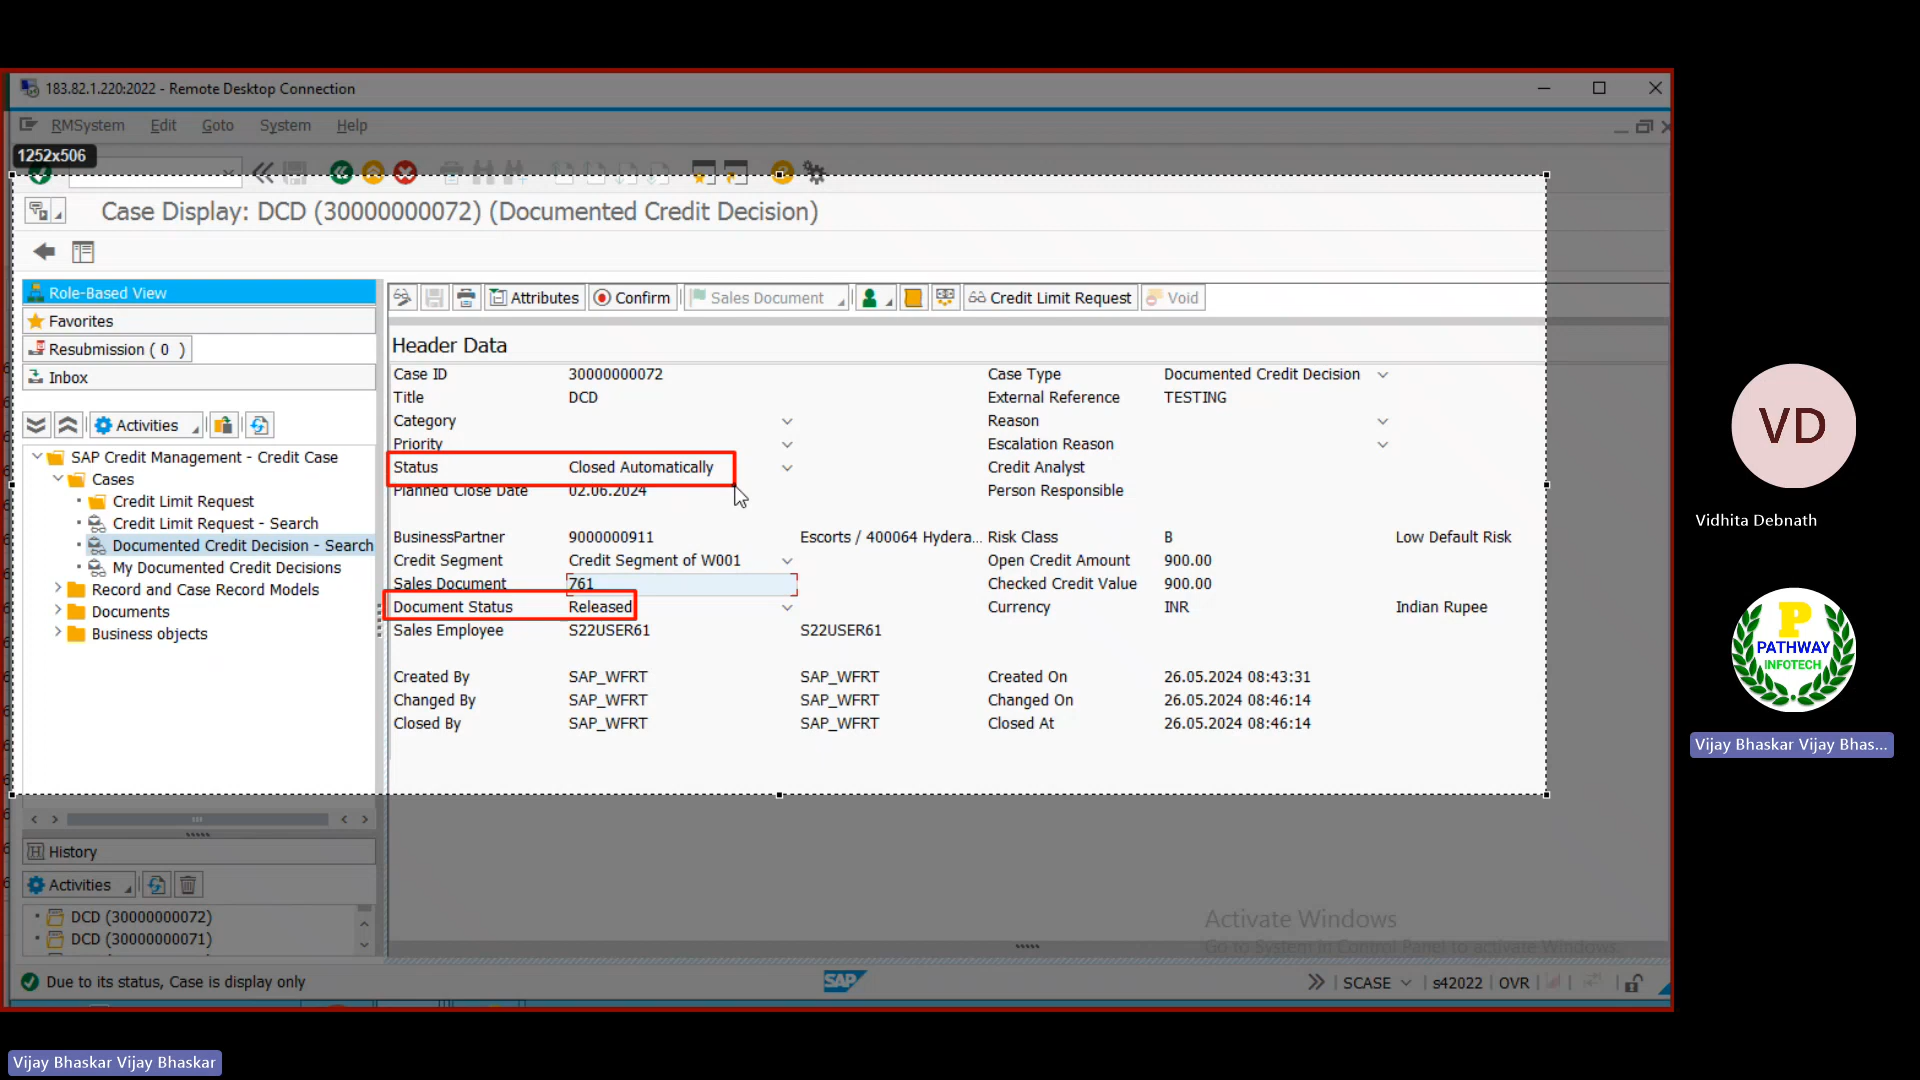 183.82.1.220:2022 - Remote Desktop Connection
RMSystem Edit Goto System Help
1252x506
Case Display: DCD (30000000072) (Documented Credit Decision)
Role-Based View
Favorites
Resubmission ( 0 )
Inbox
Activities
SAP Credit Management - Credit Case
Cases
Credit Limit Request
Credit Limit Request - Search
Documented Credit Decision - Search
My Documented Credit Decisions
Record and Case Record Models
Documents
Business objects
History
Activities
DCD (30000000072)
DCD (30000000071)
Attributes Confirm Sales Document Credit Limit Request Void
Header Data
Case ID 30000000072 Case Type Documented Credit Decision
Title DCD External Reference TESTING
Category Reason
Priority Escalation Reason
Status Closed Automatically Credit Analyst
Planned Close Date 02.06.2024 Person Responsible
BusinessPartner 9000000911 Escorts / 400064 Hydera... Risk Class B Low Default Risk
Credit Segment Credit Segment of W001 Open Credit Amount 900.00
Sales Document 761 Checked Credit Value 900.00
Document Status Released Currency INR Indian Rupee
Sales Employee S22USER61 S22USER61
Created By SAP_WFRT SAP_WFRT Created On 26.05.2024 08:43:31
Changed By SAP_WFRT SAP_WFRT Changed On 26.05.2024 08:46:14
Closed By SAP_WFRT SAP_WFRT Closed At 26.05.2024 08:46:14
Activate Windows
Go to System in Control Panel to activate Windows.
Due to its status, Case is display only
SAP
SCASE s42022 OVR
VD
Vidhita Debnath
P
PATHWAY
INFOTECH
Vijay Bhaskar Vijay Bhas...
Vijay Bhaskar Vijay Bhaskar